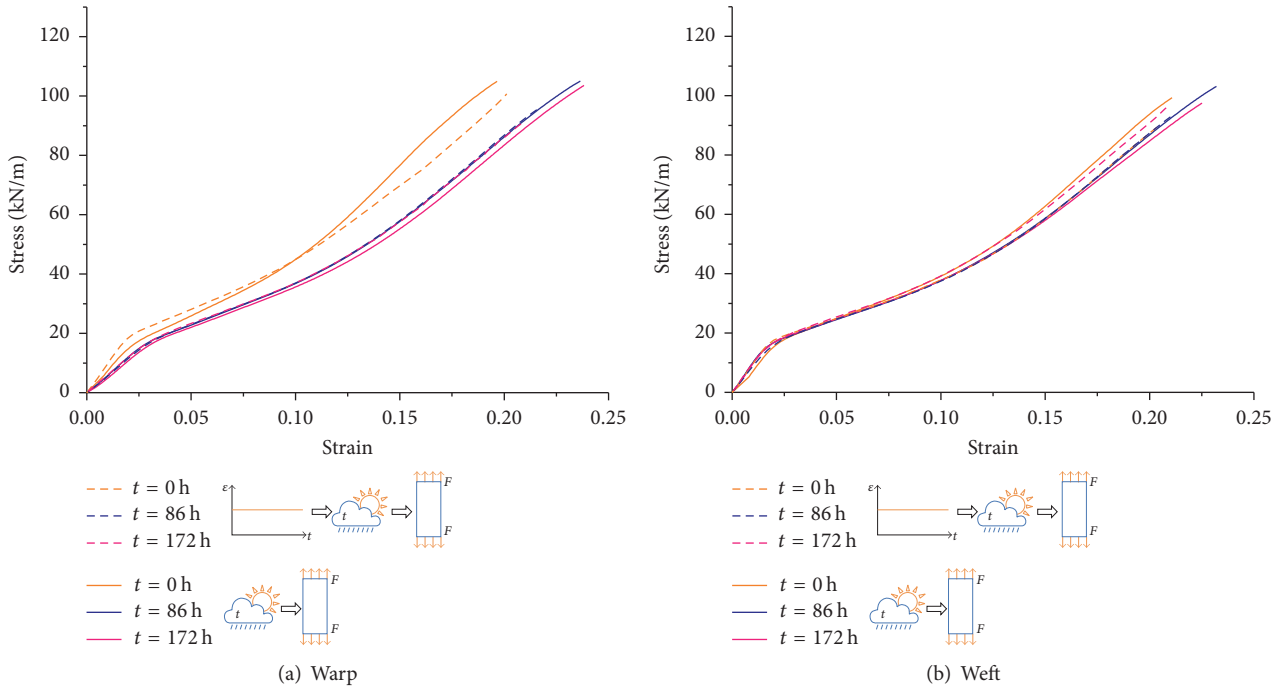 120
100
80
60
40
20
0
Stress (kN/m)
0.00 0.05 0.10 0.15 0.20 0.25
Strain
t = 0 h
t = 86 h
t = 172 h
ε
t
t
F
F
t = 0 h
t = 86 h
t = 172 h
t
F
F
(a) Warp
120
100
80
60
40
20
0
Stress (kN/m)
0.00 0.05 0.10 0.15 0.20 0.25
Strain
t = 0 h
t = 86 h
t = 172 h
ε
t
t
F
F
t = 0 h
t = 86 h
t = 172 h
t
F
F
(b) Weft